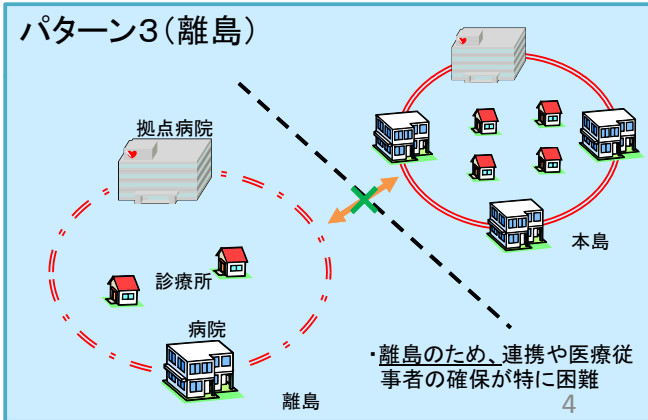 パターン3(離島)
拠点病院
本島
診療所
病院
離島
・離島のため、連携や医療従
事者の確保が特に困難
4